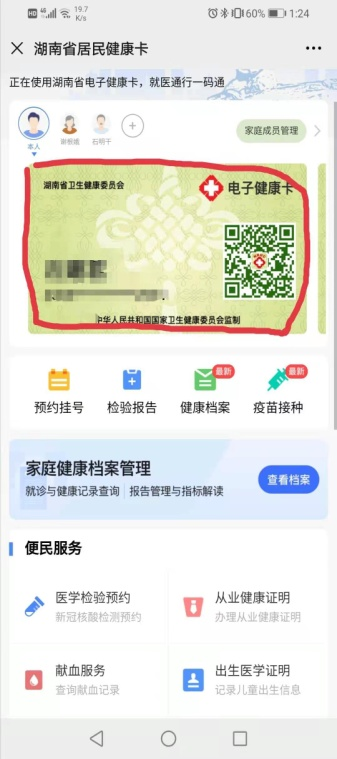 HD 4G 19.7 K/s 60% 1:24
湖南省居民健康卡
正在使用湖南省电子健康卡，就医通行一码通
本人
家庭成员管理
湖南省卫生健康委员会
电子健康卡
中华人民共和国国家卫生健康委员会监制
最新 最新
预约挂号 检验报告 健康档案 疫苗接种
家庭健康档案管理
就诊与健康记录查询 | 报告管理与指标解读
查看档案
便民服务
医学检验预约
新冠核酸检测预约
从业健康证明
办理从业健康证明
献血服务
查询献血记录
出生医学证明
记录儿童出生信息